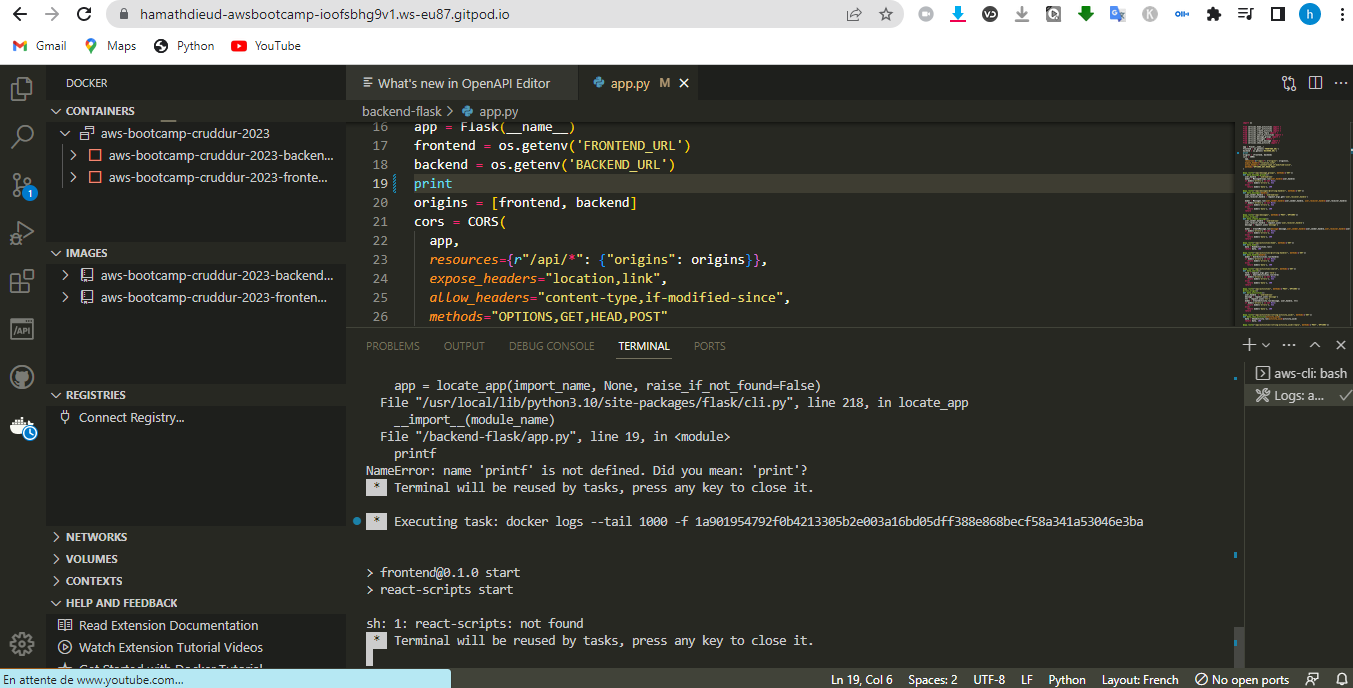 hamathdieud-awsbootcamp-ioofsbhg9v1.ws-eu87.gitpod.io
Gmail Maps Python YouTube
DOCKER
CONTAINERS
aws-bootcamp-cruddur-2023
aws-bootcamp-cruddur-2023-backen...
aws-bootcamp-cruddur-2023-fronte...
IMAGES
aws-bootcamp-cruddur-2023-backend...
aws-bootcamp-cruddur-2023-fronten...
REGISTRIES
Connect Registry...
NETWORKS
VOLUMES
CONTEXTS
HELP AND FEEDBACK
Read Extension Documentation
Watch Extension Tutorial Videos
Get Started with Docker Tutorial
What's new in OpenAPI Editor
app.py M
backend-flask > app.py
16 app = Flask(__name__)
17 frontend = os.getenv('FRONTEND_URL')
18 backend = os.getenv('BACKEND_URL')
19 print
20 origins = [frontend, backend]
21 cors = CORS(
22 app,
23 resources={r"/api/*": {"origins": origins}},
24 expose_headers="location,link",
25 allow_headers="content-type,if-modified-since",
26 methods="OPTIONS,GET,HEAD,POST"
PROBLEMS OUTPUT DEBUG CONSOLE TERMINAL PORTS
app = locate_app(import_name, None, raise_if_not_found=False)
File "/usr/local/lib/python3.10/site-packages/flask/cli.py", line 218, in locate_app
__import__(module_name)
File "/backend-flask/app.py", line 19, in <module>
printf
NameError: name 'printf' is not defined. Did you mean: 'print'?
* Terminal will be reused by tasks, press any key to close it.
* Executing task: docker logs --tail 1000 -f 1a901954792f0b4213305b2e003a16bd05dff388e868becf58a341a53046e3ba
> frontend@0.1.0 start
> react-scripts start
sh: 1: react-scripts: not found
* Terminal will be reused by tasks, press any key to close it.
aws-cli: bash
Logs: a...
En attente de www.youtube.com...
Ln 19, Col 6 Spaces: 2 UTF-8 LF Python Layout: French No open ports